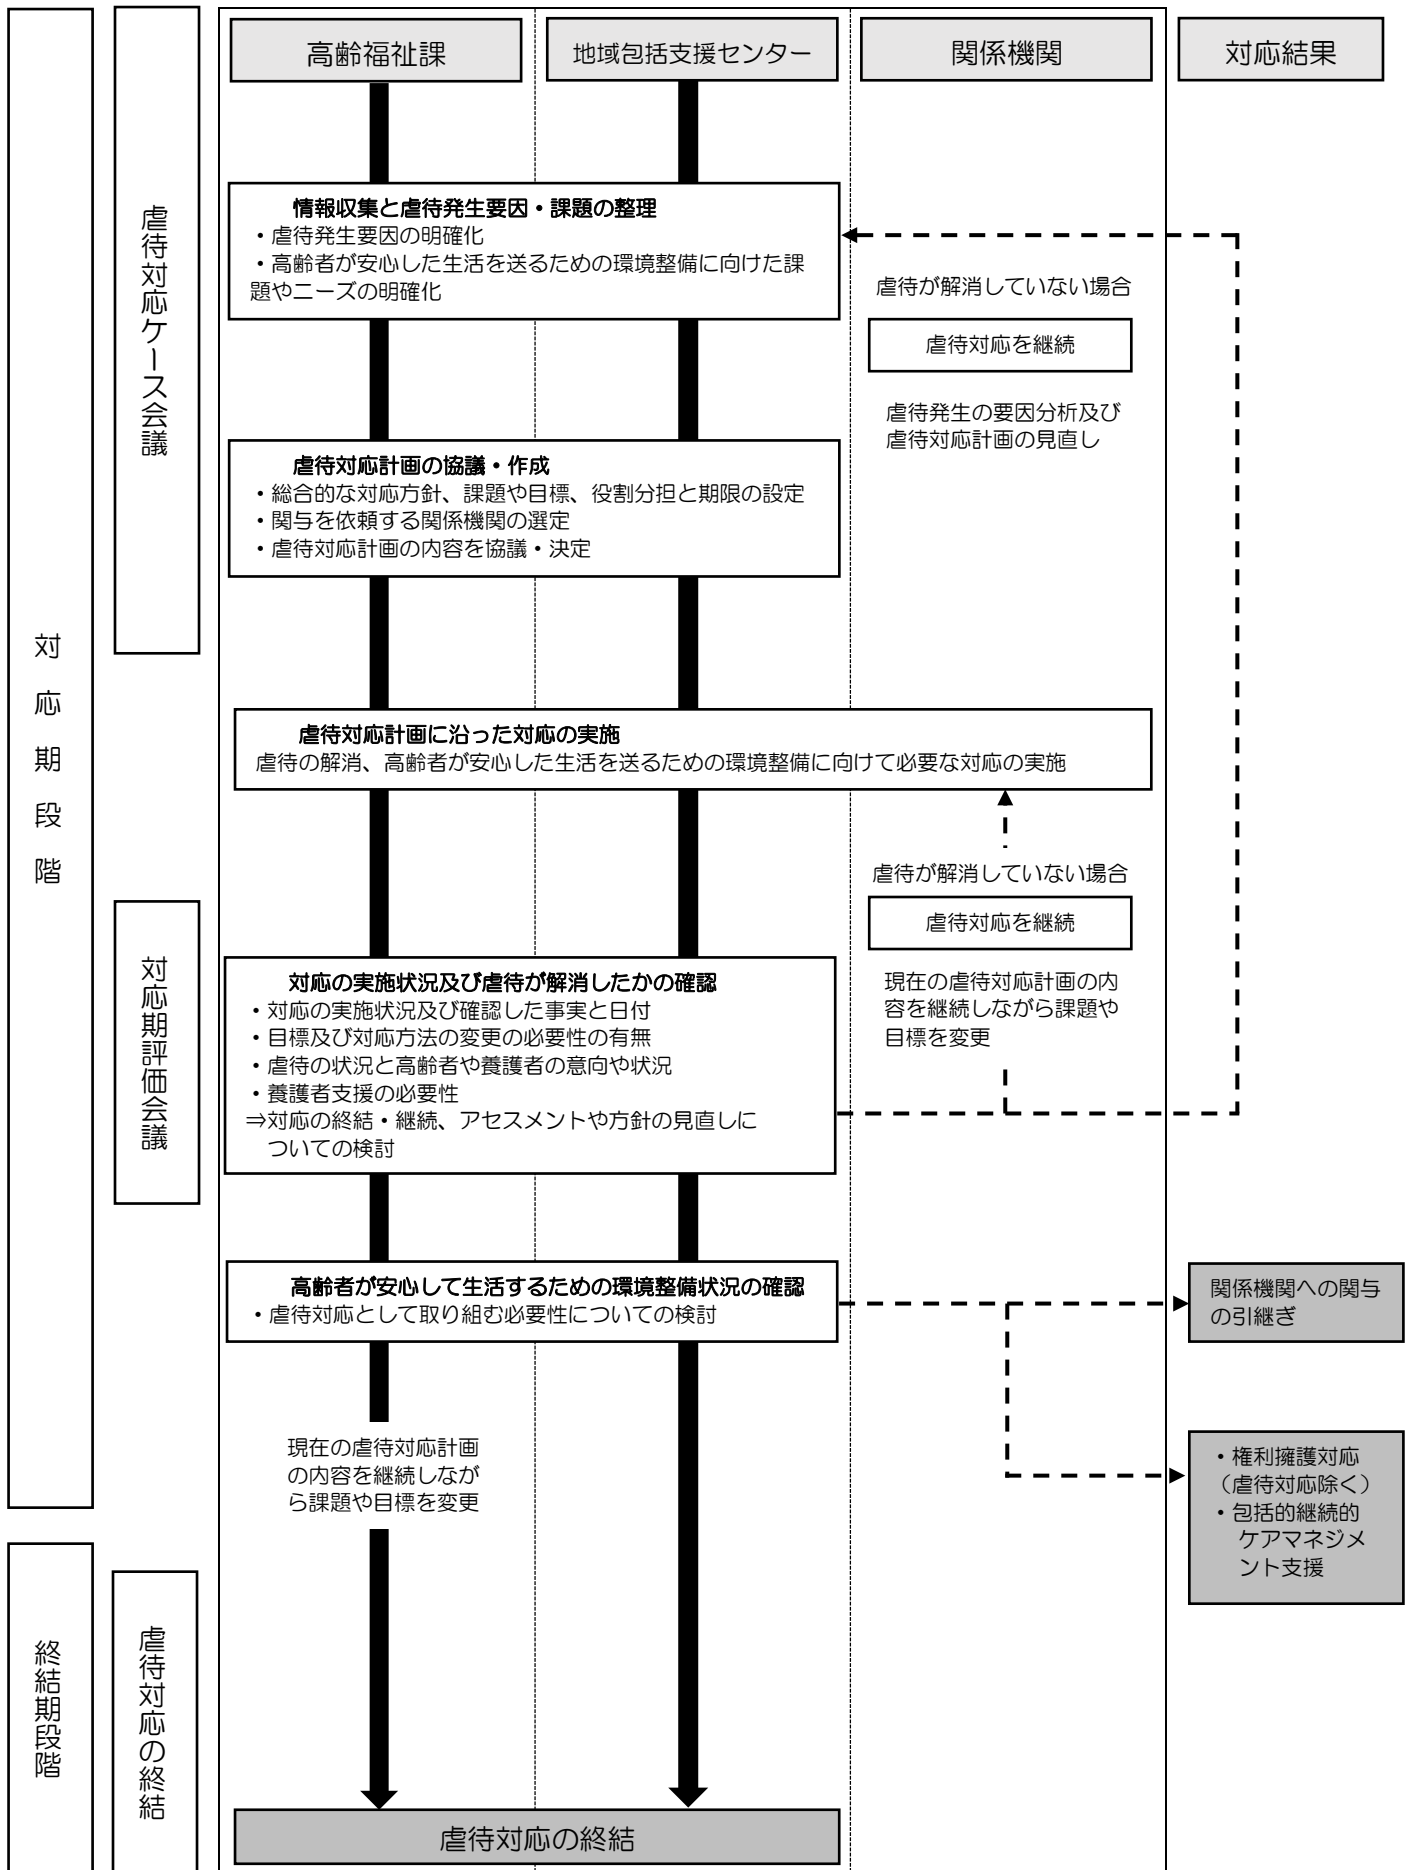 高齢福祉課
地域包括支援センター
関係機関
対応結果
対応期段階
虐待対応ケース会議
情報収集と虐待発生要因・課題の整理
・虐待発生要因の明確化
・高齢者が安心した生活を送るための環境整備に向けた課
題やニーズの明確化
虐待が解消していない場合
虐待対応を継続
虐待発生の要因分析及び
虐待対応計画の見直し
虐待対応計画の協議・作成
・総合的な対応方針、課題や目標、役割分担と期限の設定
・関与を依頼する関係機関の選定
・虐待対応計画の内容を協議・決定
虐待対応計画に沿った対応の実施
虐待の解消、高齢者が安心した生活を送るための環境整備に向けて必要な対応の実施
虐待が解消していない場合
虐待対応を継続
現在の虐待対応計画の内
容を継続しながら課題や
目標を変更
対応期評価会議
対応の実施状況及び虐待が解消したかの確認
・対応の実施状況及び確認した事実と日付
・目標及び対応方法の変更の必要性の有無
・虐待の状況と高齢者や養護者の意向や状況
・養護者支援の必要性
⇒対応の終結・継続、アセスメントや方針の見直しに
ついての検討
高齢者が安心して生活するための環境整備状況の確認
・虐待対応として取り組む必要性についての検討
関係機関への関与
の引継ぎ
現在の虐待対応計画
の内容を継続しなが
ら課題や目標を変更
・権利擁護対応
（虐待対応除く）
・包括的継続的
ケアマネジメ
ント支援
終結期段階
虐待対応の終結
虐待対応の終結